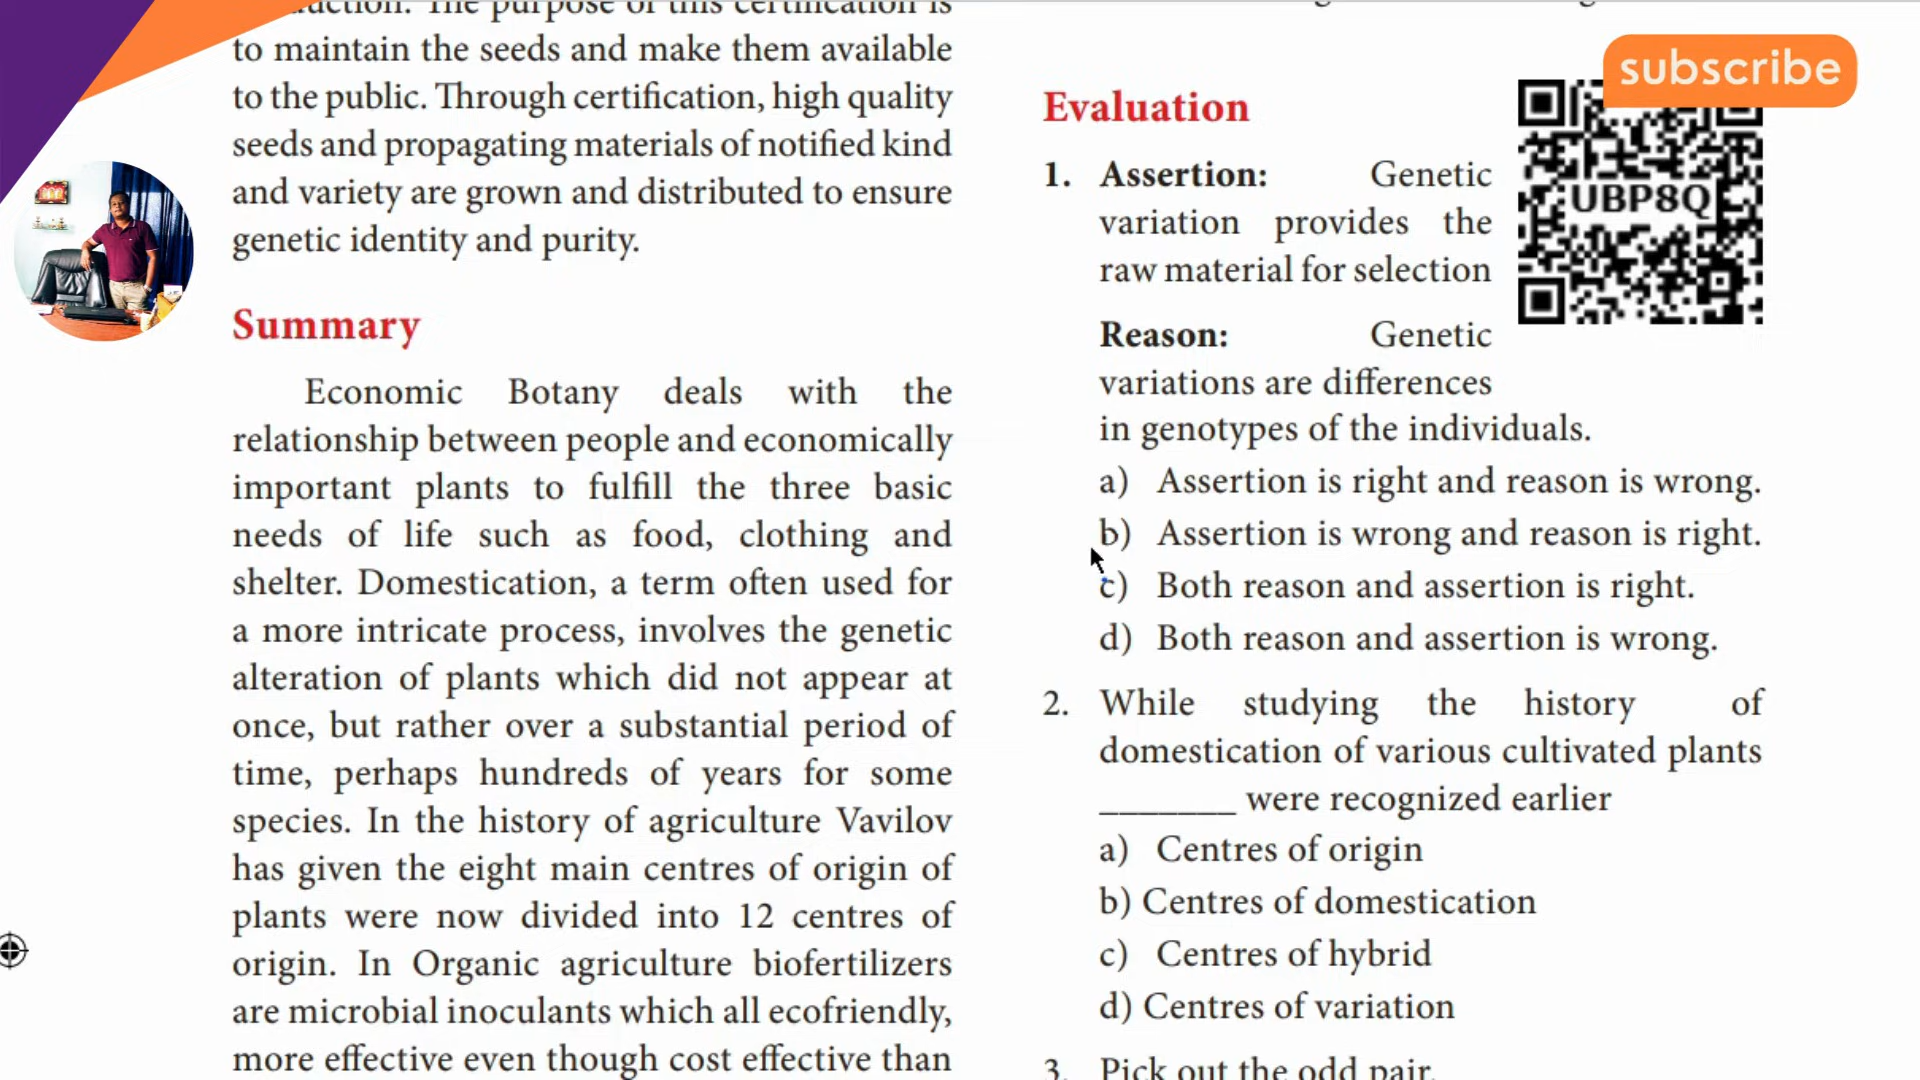 uction. The purpose of this certification is
to maintain the seeds and make them available
to the public. Through certification, high quality
seeds and propagating materials of notified kind
and variety are grown and distributed to ensure
genetic identity and purity.
Summary
Economic Botany deals with the
relationship between people and economically
important plants to fulfill the three basic
needs of life such as food, clothing and
shelter. Domestication, a term often used for
a more intricate process, involves the genetic
alteration of plants which did not appear at
once, but rather over a substantial period of
time, perhaps hundreds of years for some
species. In the history of agriculture Vavilov
has given the eight main centres of origin of
plants were now divided into 12 centres of
origin. In Organic agriculture biofertilizers
are microbial inoculants which all ecofriendly,
more effective even though cost effective than
subscribe
Evaluation
UBP8Q
1. Assertion: Genetic
variation provides the
raw material for selection
Reason: Genetic
variations are differences
in genotypes of the individuals.
a) Assertion is right and reason is wrong.
b) Assertion is wrong and reason is right.
c) Both reason and assertion is right.
d) Both reason and assertion is wrong.
2. While studying the history of
domestication of various cultivated plants
_______ were recognized earlier
a) Centres of origin
b) Centres of domestication
c) Centres of hybrid
d) Centres of variation
3. Pick out the odd pair.